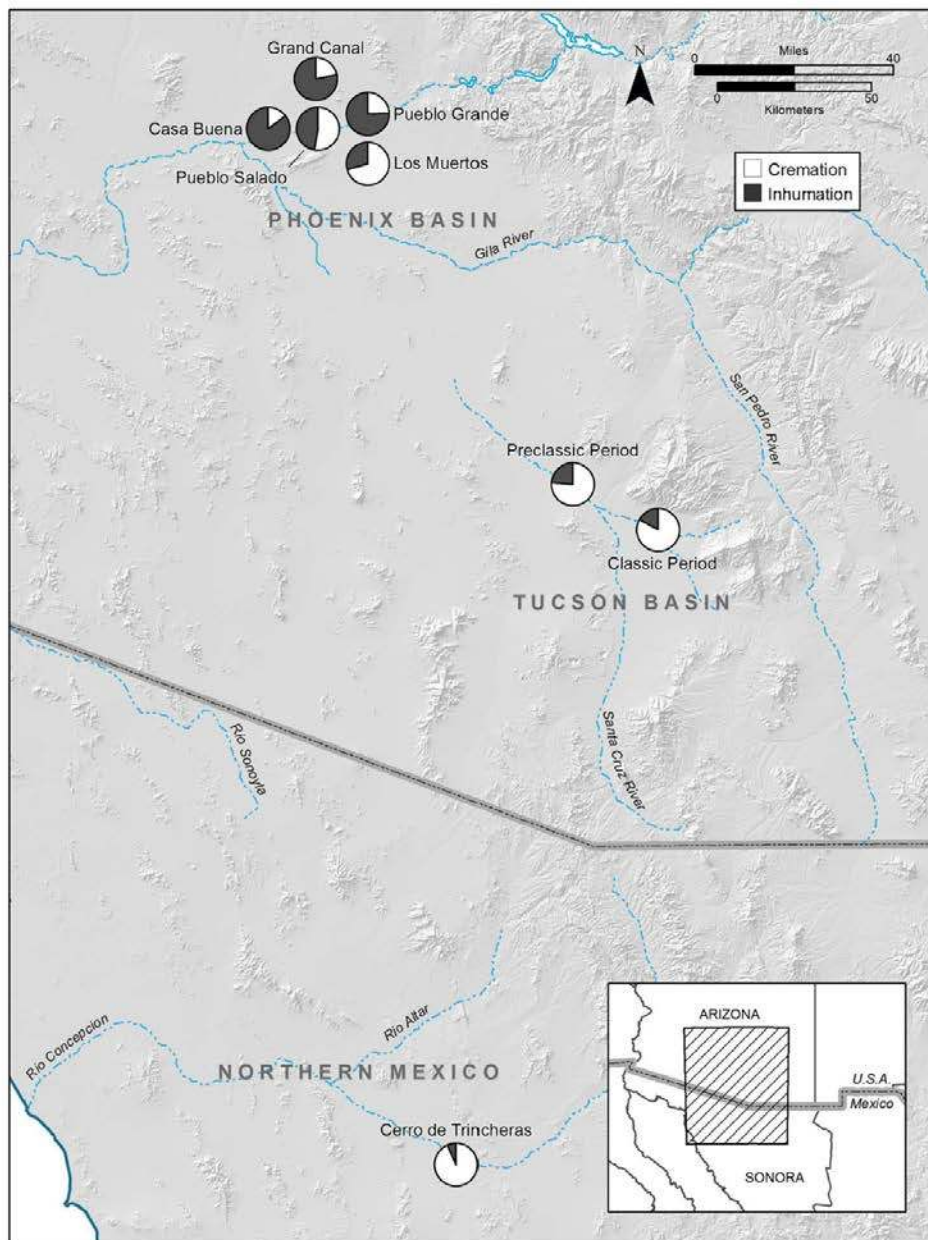 Grand Canal
Casa Buena
Pueblo Grande
Pueblo Salado
Los Muertos
N
Miles
0 40
0 50
Kilometers
Cremation
Inhumation
PHOENIX BASIN
Gila River
San Pedro River
Preclassic Period
Classic Period
TUCSON BASIN
Santa Cruz River
Rio Sonoyla
Rio Altar
Rio Concepcion
NORTHERN MEXICO
Cerro de Trincheras
ARIZONA
U.S.A.
Mexico
SONORA